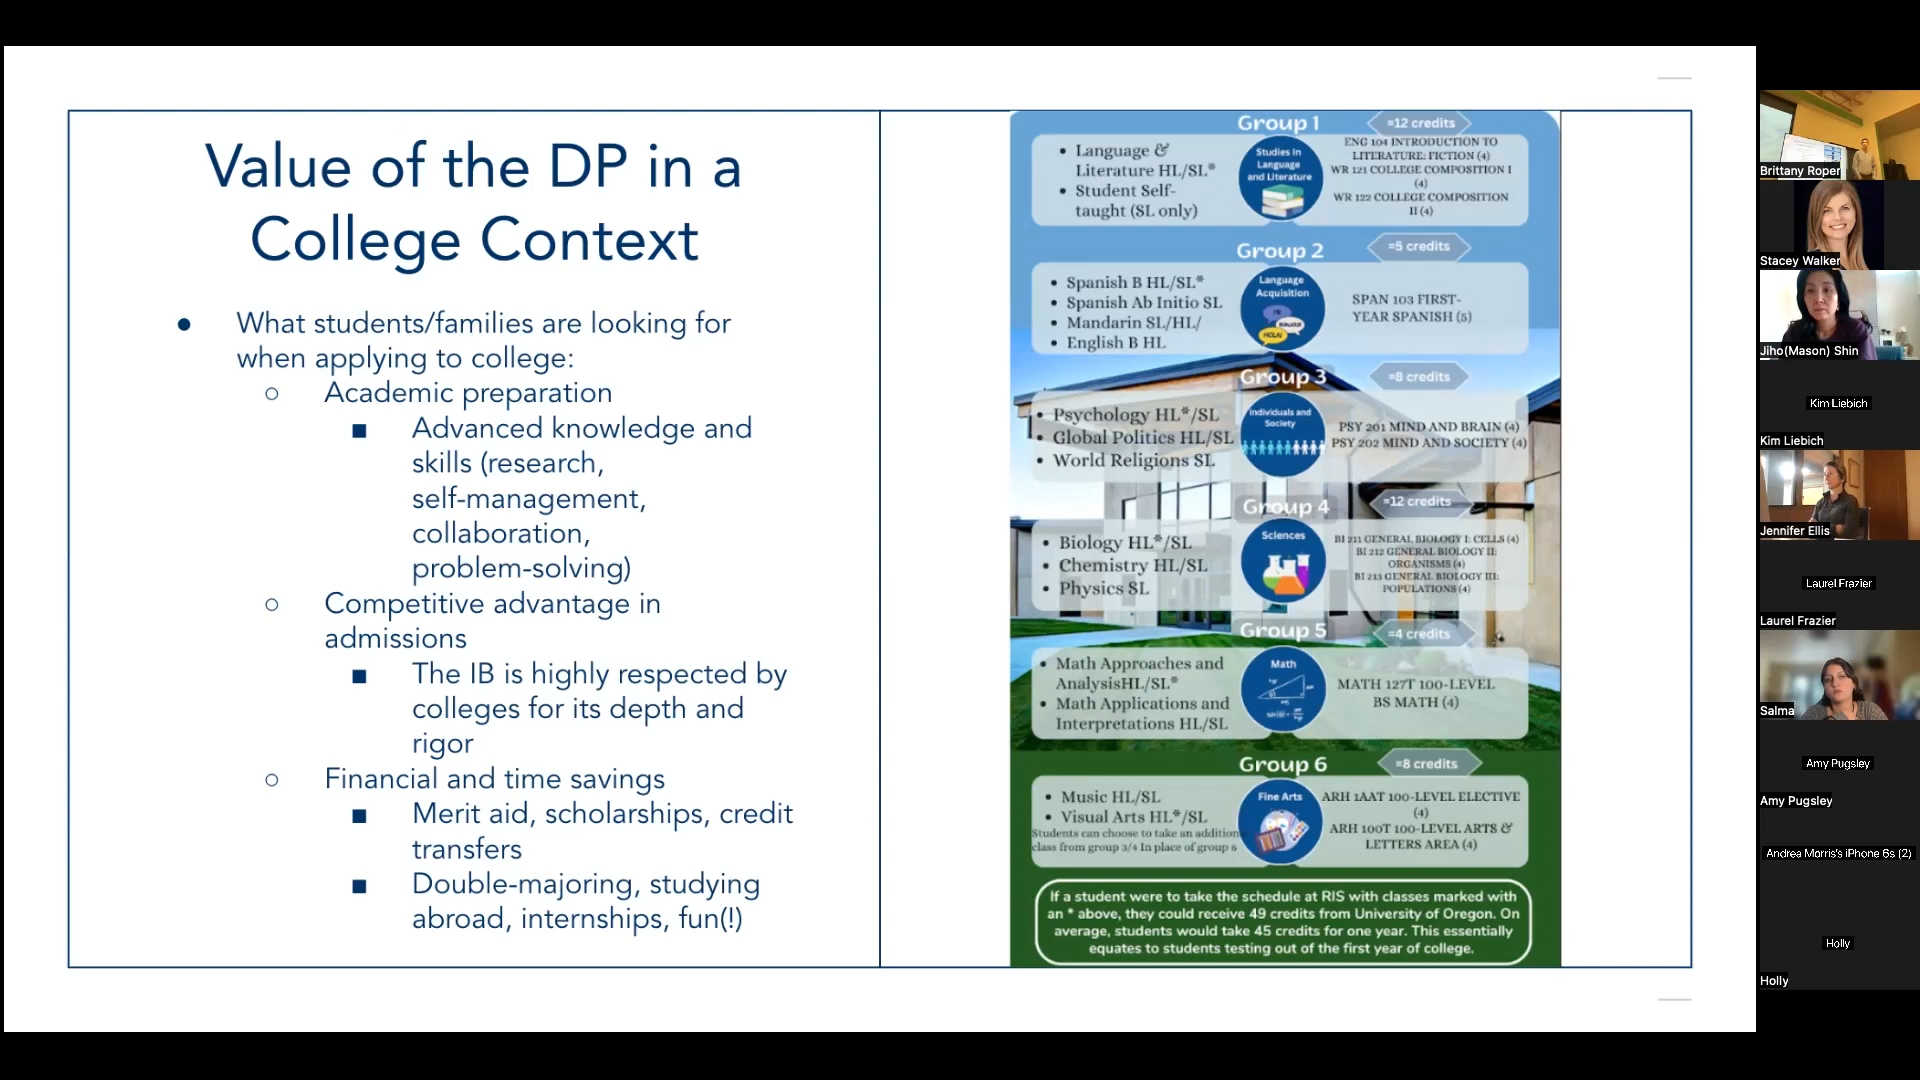 Value of the DP in a
College Context
● What students/families are looking for
when applying to college:
○ Academic preparation
■ Advanced knowledge and
skills (research,
self-management,
collaboration,
problem-solving)
○ Competitive advantage in
admissions
■ The IB is highly respected by
colleges for its depth and
rigor
○ Financial and time savings
■ Merit aid, scholarships, credit
transfers
■ Double-majoring, studying
abroad, internships, fun(!)
Group 1
=12 credits
• Language &
Literature HL/SL*
• Student Self-
taught (SL only)
Studies In
Language
and Literature
ENG 104 INTRODUCTION TO
LITERATURE: FICTION (4)
WR 121 COLLEGE COMPOSITION I
(4)
WR 122 COLLEGE COMPOSITION
II (4)
Group 2
=5 credits
• Spanish B HL/SL*
• Spanish Ab Initio SL
• Mandarin SL/HL/
• English B HL
Language
Acquisition
HOLA!
SPAN 103 FIRST-
YEAR SPANISH (5)
Group 3
=8 credits
• Psychology HL*/SL
• Global Politics HL/SL
• World Religions SL
Individuals and
Society
PSY 201 MIND AND BRAIN (4)
PSY 202 MIND AND SOCIETY (4)
Group 4
=12 credits
• Biology HL*/SL
• Chemistry HL/SL
• Physics SL
Sciences
BI 211 GENERAL BIOLOGY I: CELLS (4)
BI 212 GENERAL BIOLOGY II:
ORGANISMS (4)
BI 213 GENERAL BIOLOGY III:
POPULATIONS (4)
Group 5
=4 credits
• Math Approaches and
AnalysisHL/SL*
• Math Applications and
Interpretations HL/SL
Math
MATH 127T 100-LEVEL
BS MATH (4)
Group 6
=8 credits
• Music HL/SL
• Visual Arts HL*/SL
Students can choose to take an addition
class from group 3/4 In place of group 6
Fine Arts
ARH 1AAT 100-LEVEL ELECTIVE
(4)
ARH 100T 100-LEVEL ARTS &
LETTERS AREA (4)
If a student were to take the schedule at RIS with classes marked with
an * above, they could receive 49 credits from University of Oregon. On
average, students would take 45 credits for one year. This essentially
equates to students testing out of the first year of college.
Brittany Roper
Stacey Walker
Jiho(Mason) Shin
Kim Liebich
Kim Liebich
Jennifer Ellis
Laurel Frazier
Laurel Frazier
Salma
Amy Pugsley
Amy Pugsley
Andrea Morris's iPhone 6s (2)
Holly
Holly